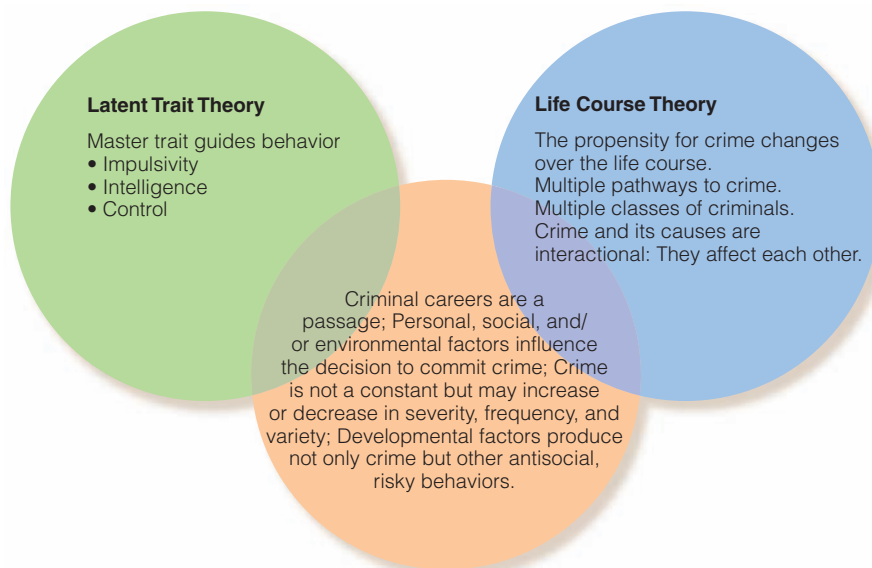 Latent Trait Theory
Master trait guides behavior
• Impulsivity
• Intelligence
• Control
Life Course Theory
The propensity for crime changes
over the life course.
Multiple pathways to crime.
Multiple classes of criminals.
Crime and its causes are
interactional: They affect each other.
Criminal careers are a
passage; Personal, social, and/
or environmental factors influence
the decision to commit crime; Crime
is not a constant but may increase
or decrease in severity, frequency, and
variety; Developmental factors produce
not only crime but other antisocial,
risky behaviors.